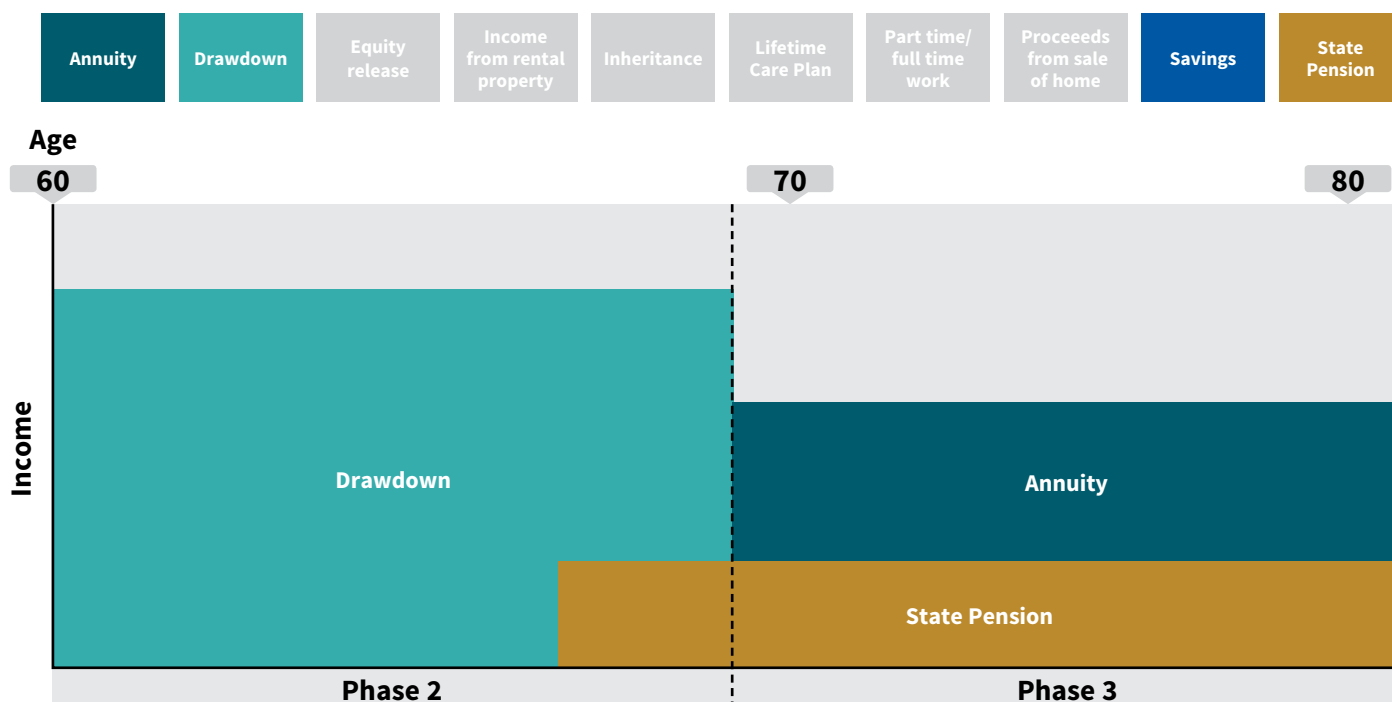 Annuity
Drawdown
Equity
release
Income
from rental
property
Inheritance
Lifetime
Care Plan
Part time/
full time
work
Proceeeds
from sale
of home
Savings
State
Pension
Age
60
70
80
Income
Drawdown
Annuity
State Pension
Phase 2
Phase 3